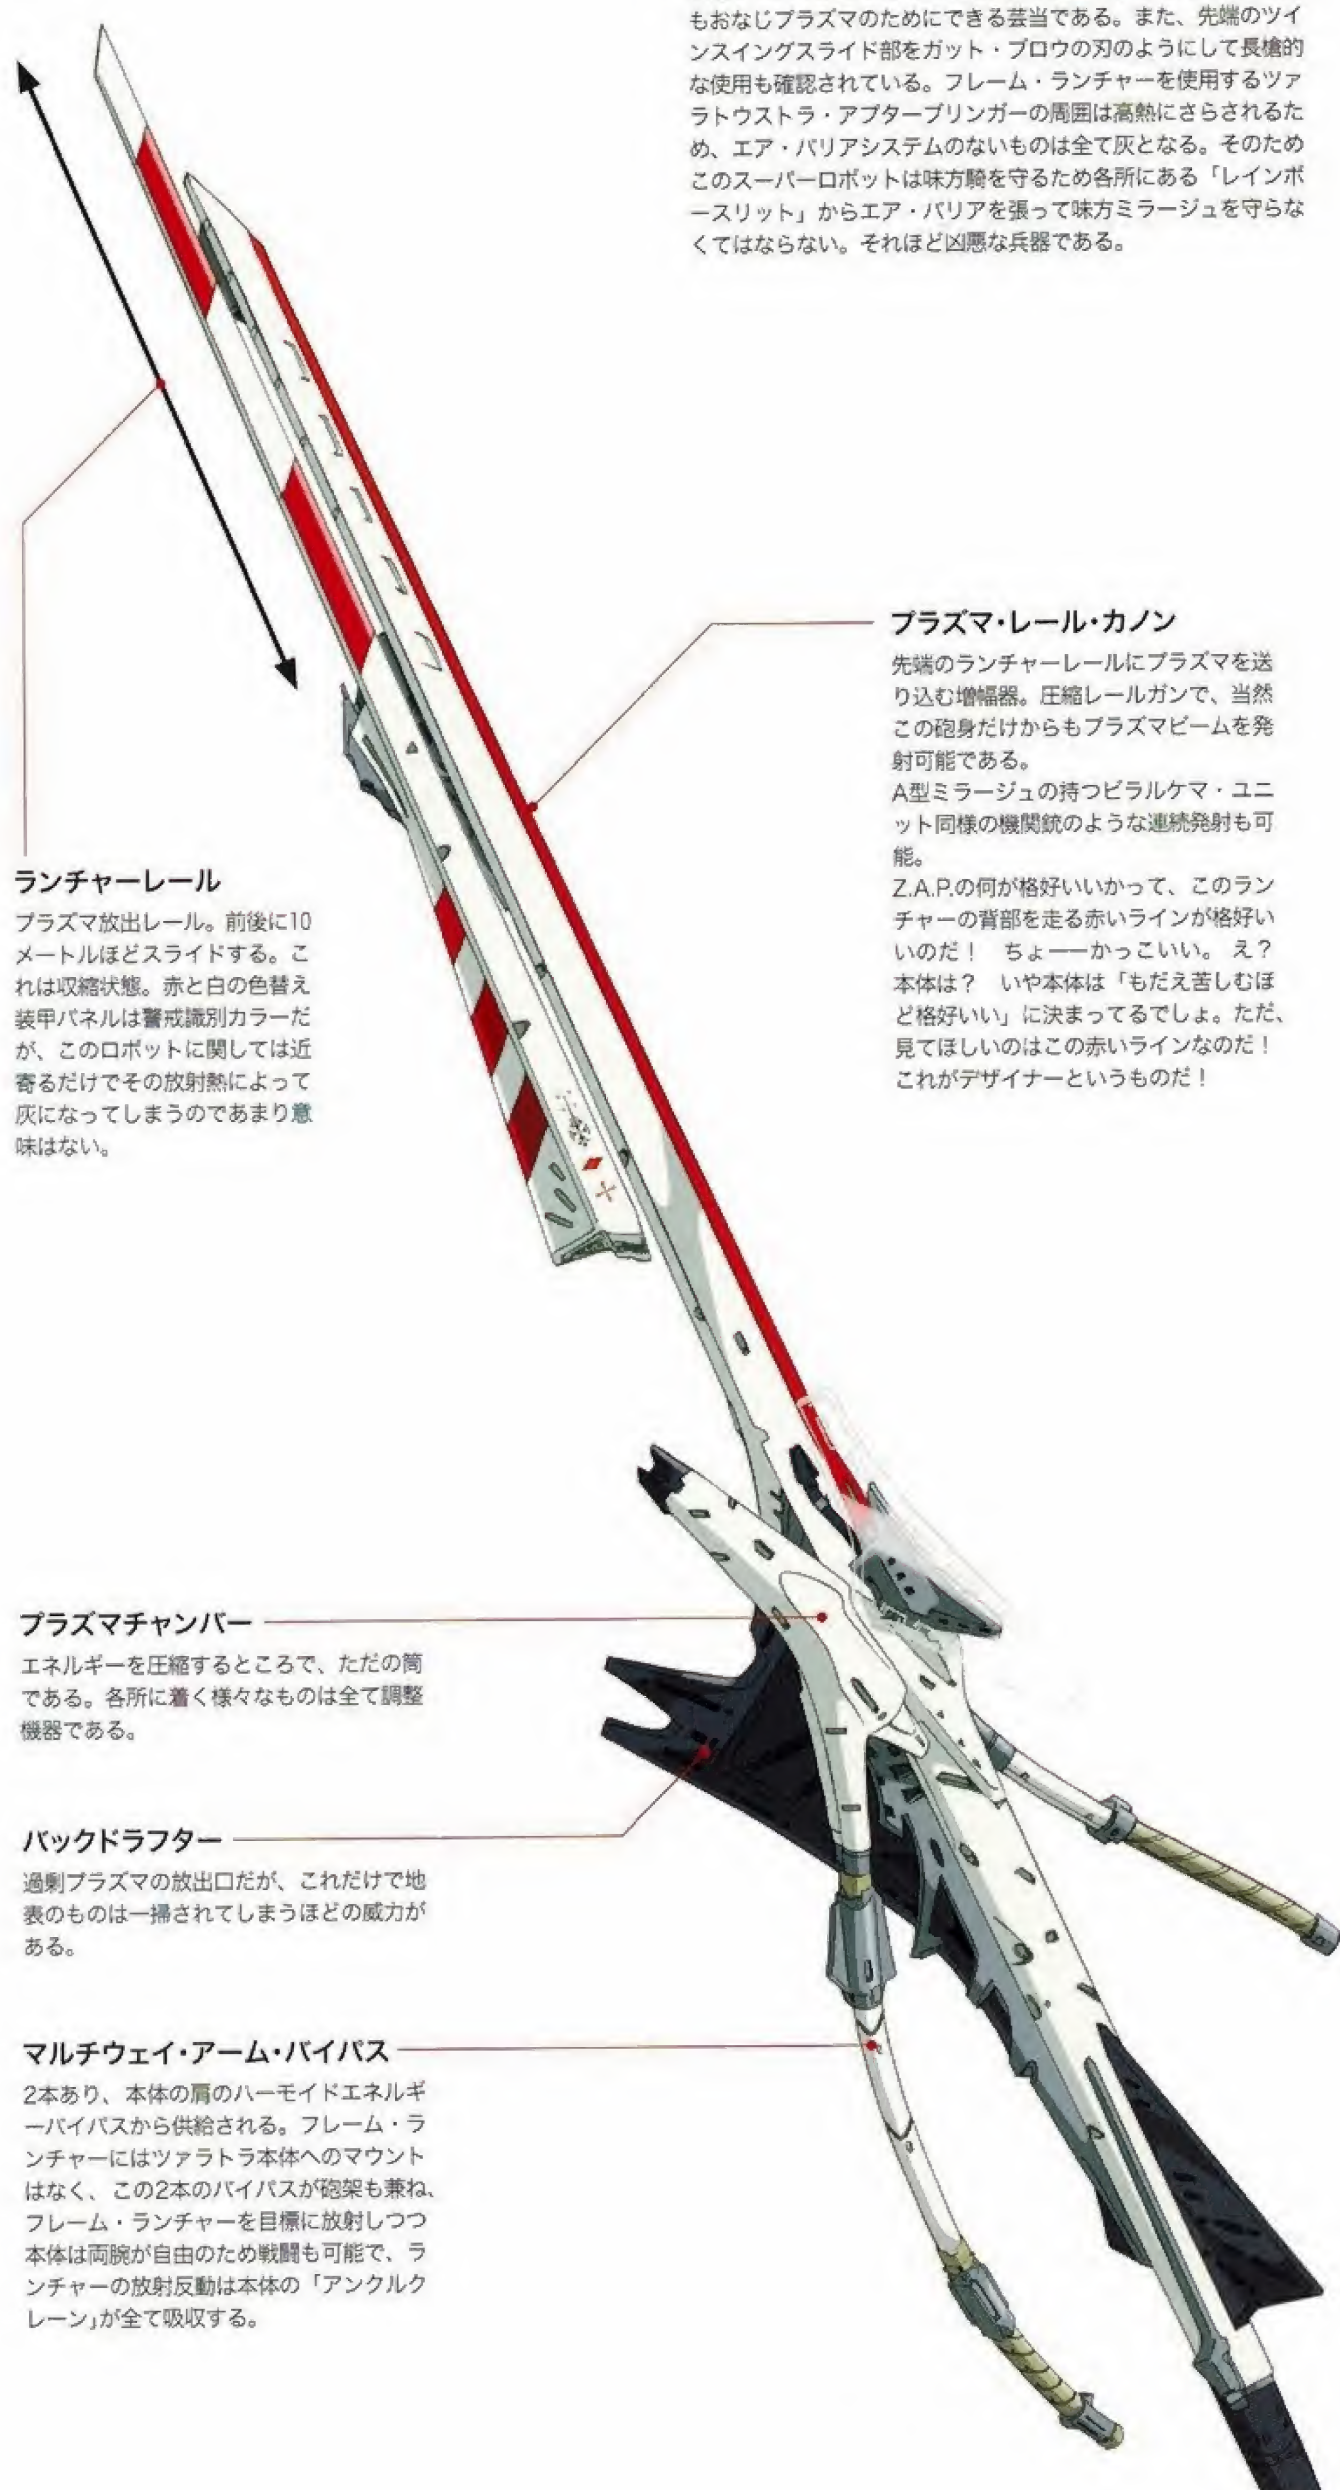 もおなじプラズマのためにできる芸当である。また、先端のツイ
ンスイングスライド部をガット・ブロウの刃のようにして長槍的
な使用も確認されている。フレーム・ランチャーを使用するツァ
ラトウストラ・アプターブリンガーの周囲は高熱にさらされるた
め、エア・バリアシステムのないものは全て灰となる。そのため
このスーパーロボットは味方騎を守るため各所にある「レインボ
ースリット」からエア・バリアを張って味方ミラージュを守らな
くてはならない。それほど凶悪な兵器である。
プラズマ・レール・カノン
先端のランチャーレールにプラズマを送
り込む増幅器。圧縮レールガンで、当然
この砲身だけからもプラズマビームを発
射可能である。
A型ミラージュの持つビラルケマ・ユニ
ット同様の機関銃のような連続発射も可
能。
Z.A.P.の何が格好いいかって、このラン
チャーの背部を走る赤いラインが格好い
いのだ！　ちょーーかっこいい。 え？
本体は？　いや本体は「もだえ苦しむほ
ど格好いい」に決まってるでしょ。ただ、
見てほしいのはこの赤いラインなのだ！
これがデザイナーというものだ！
ランチャーレール
プラズマ放出レール。前後に10
メートルほどスライドする。こ
れは収縮状態。赤と白の色替え
装甲パネルは警戒識別カラーだ
が、このロボットに関しては近
寄るだけでその放射熱によって
灰になってしまうのであまり意
味はない。
プラズマチャンバー
エネルギーを圧縮するところで、ただの筒
である。各所に着く様々なものは全て調整
機器である。
バックドラフター
過剰プラズマの放出口だが、これだけで地
表のものは一掃されてしまうほどの威力が
ある。
マルチウェイ・アーム・バイパス
2本あり、本体の肩のハーモイドエネルギ
ーバイパスから供給される。フレーム・ラ
ンチャーにはツァラトラ本体へのマウント
はなく、この2本のバイパスが砲架も兼ね、
フレーム・ランチャーを目標に放射しつつ
本体は両腕が自由のため戦闘も可能で、ラ
ンチャーの放射反動は本体の「アンクルク
レーン」が全て吸収する。